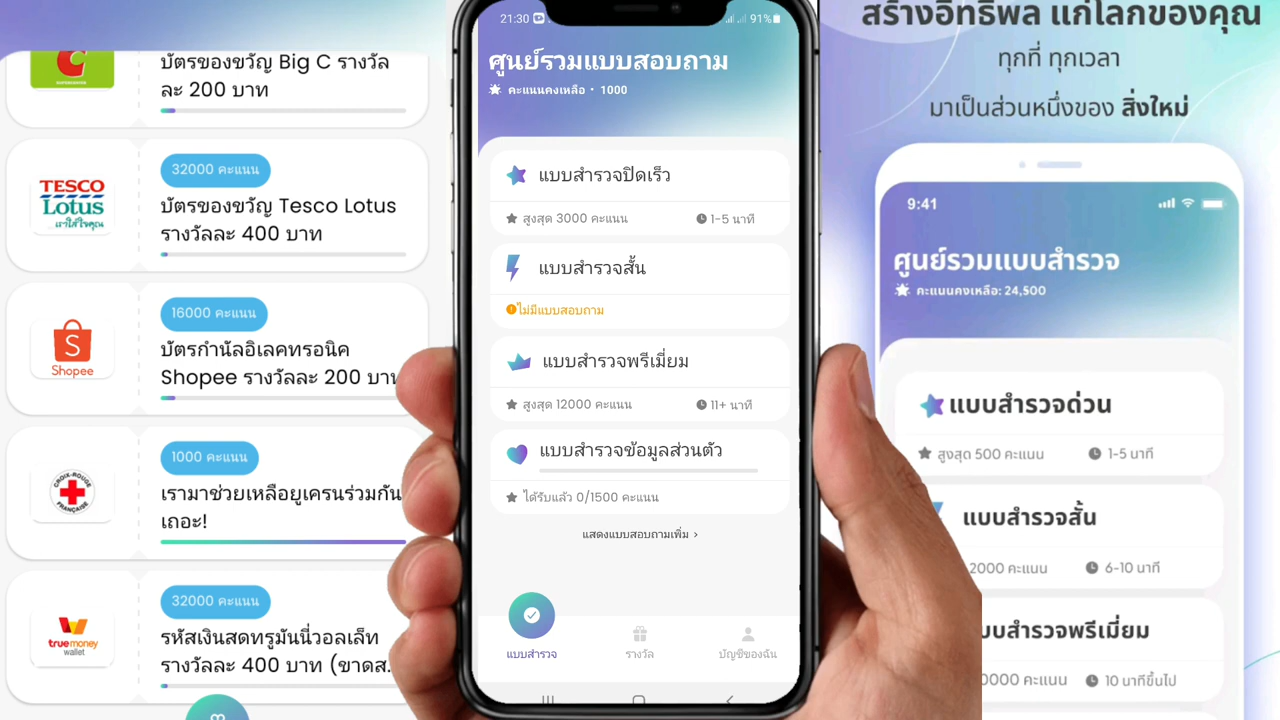 บัตรของขวัญ Big C รางวัล
ละ 200 บาท
TESCO
Lotus
เราใส่ใจคุณ
32000 คะแนน
บัตรของขวัญ Tesco Lotus
รางวัลละ 400 บาท
Shopee
16000 คะแนน
บัตรกำนัลอิเลคทรอนิค
Shopee รางวัลละ 200 บาท
CROIX-ROUGE
FRANÇAISE
1000 คะแนน
เรามาช่วยเหลือยูเครนร่วมกัน
เถอะ!
true money
wallet
32000 คะแนน
รหัสเงินสดทรูมันนี่วอลเล็ท
รางวัลละ 400 บาท (ขาดส..
21:30
91%
ศูนย์รวมแบบสอบถาม
คะแนนคงเหลือ • 1000
แบบสำรวจปิดเร็ว
สูงสุด 3000 คะแนน
1-5 นาที
แบบสำรวจสั้น
ไม่มีแบบสอบถาม
แบบสำรวจพรีเมี่ยม
สูงสุด 12000 คะแนน
11+ นาที
แบบสำรวจข้อมูลส่วนตัว
ได้รับแล้ว 0/1500 คะแนน
แสดงแบบสอบถามเพิ่ม ›
แบบสำรวจ
รางวัล
บัญชีของฉัน
สร้างอิทธิพล แก่โลกของคุณ
ทุกที่ ทุกเวลา
มาเป็นส่วนหนึ่งของ สิ่งใหม่
9:41
ศูนย์รวมแบบสำรวจ
คะแนนคงเหลือ: 24,500
แบบสำรวจด่วน
สูงสุด 500 คะแนน
1-5 นาที
แบบสำรวจสั้น
2000 คะแนน
6-10 นาที
แบบสำรวจพรีเมี่ยม
0000 คะแนน
10 นาทีขึ้นไป